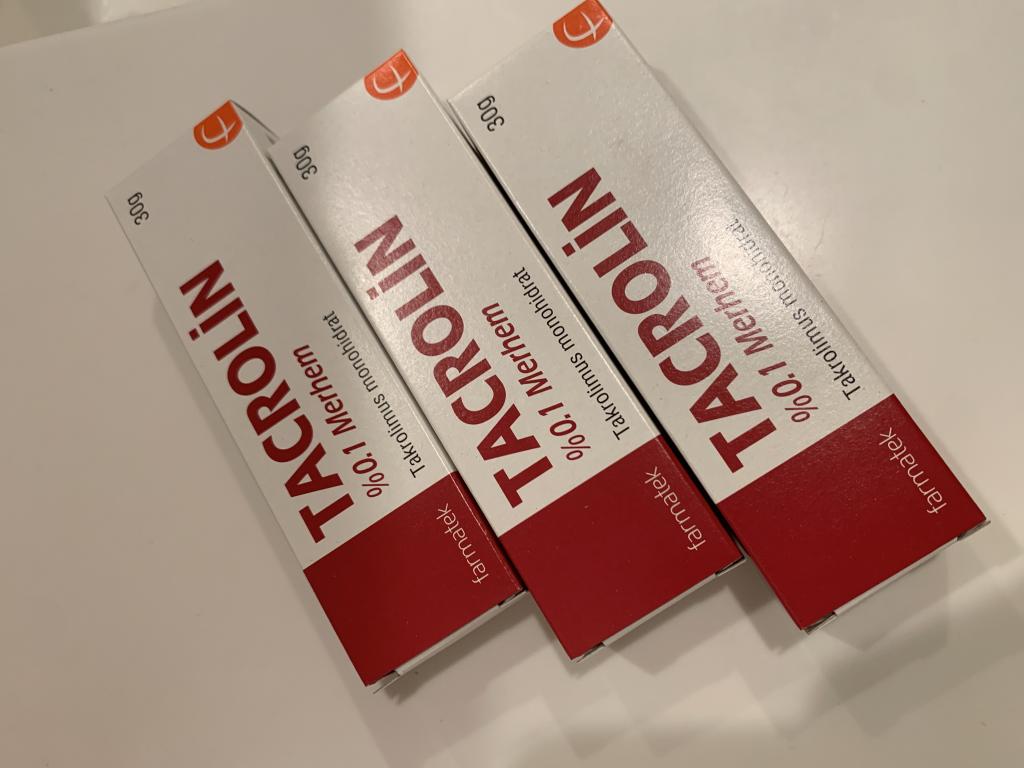 30g
TACROLİN
%0.1 Merhem
Takrolimus monohidrat
farmatek
30g
TACROLİN
%0.1 Merhem
Takrolimus monohidrat
farmatek
30g
TACROLİN
%0.1 Merhem
Takrolimus monohidrat
farmatek